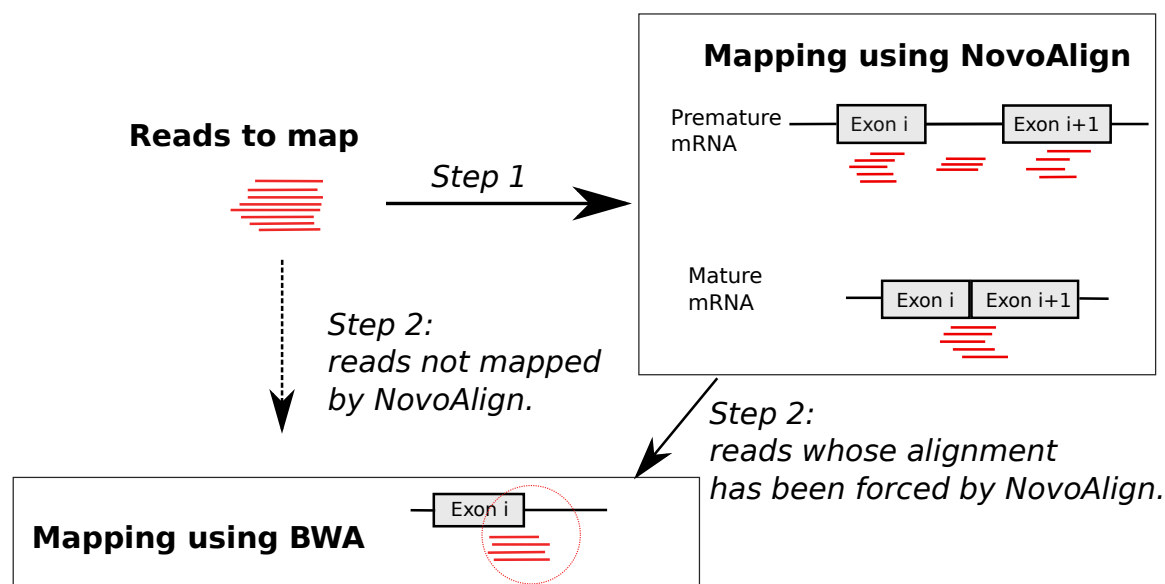 Mapping using NovoAlign
Premature
mRNA
Exon i
Exon i+1
Reads to map
Step 1
Mature
mRNA
Exon i
Exon i+1
Step 2:
reads not mapped
by NovoAlign.
Step 2:
reads whose alignment
has been forced by NovoAlign.
Mapping using BWA
Exon i